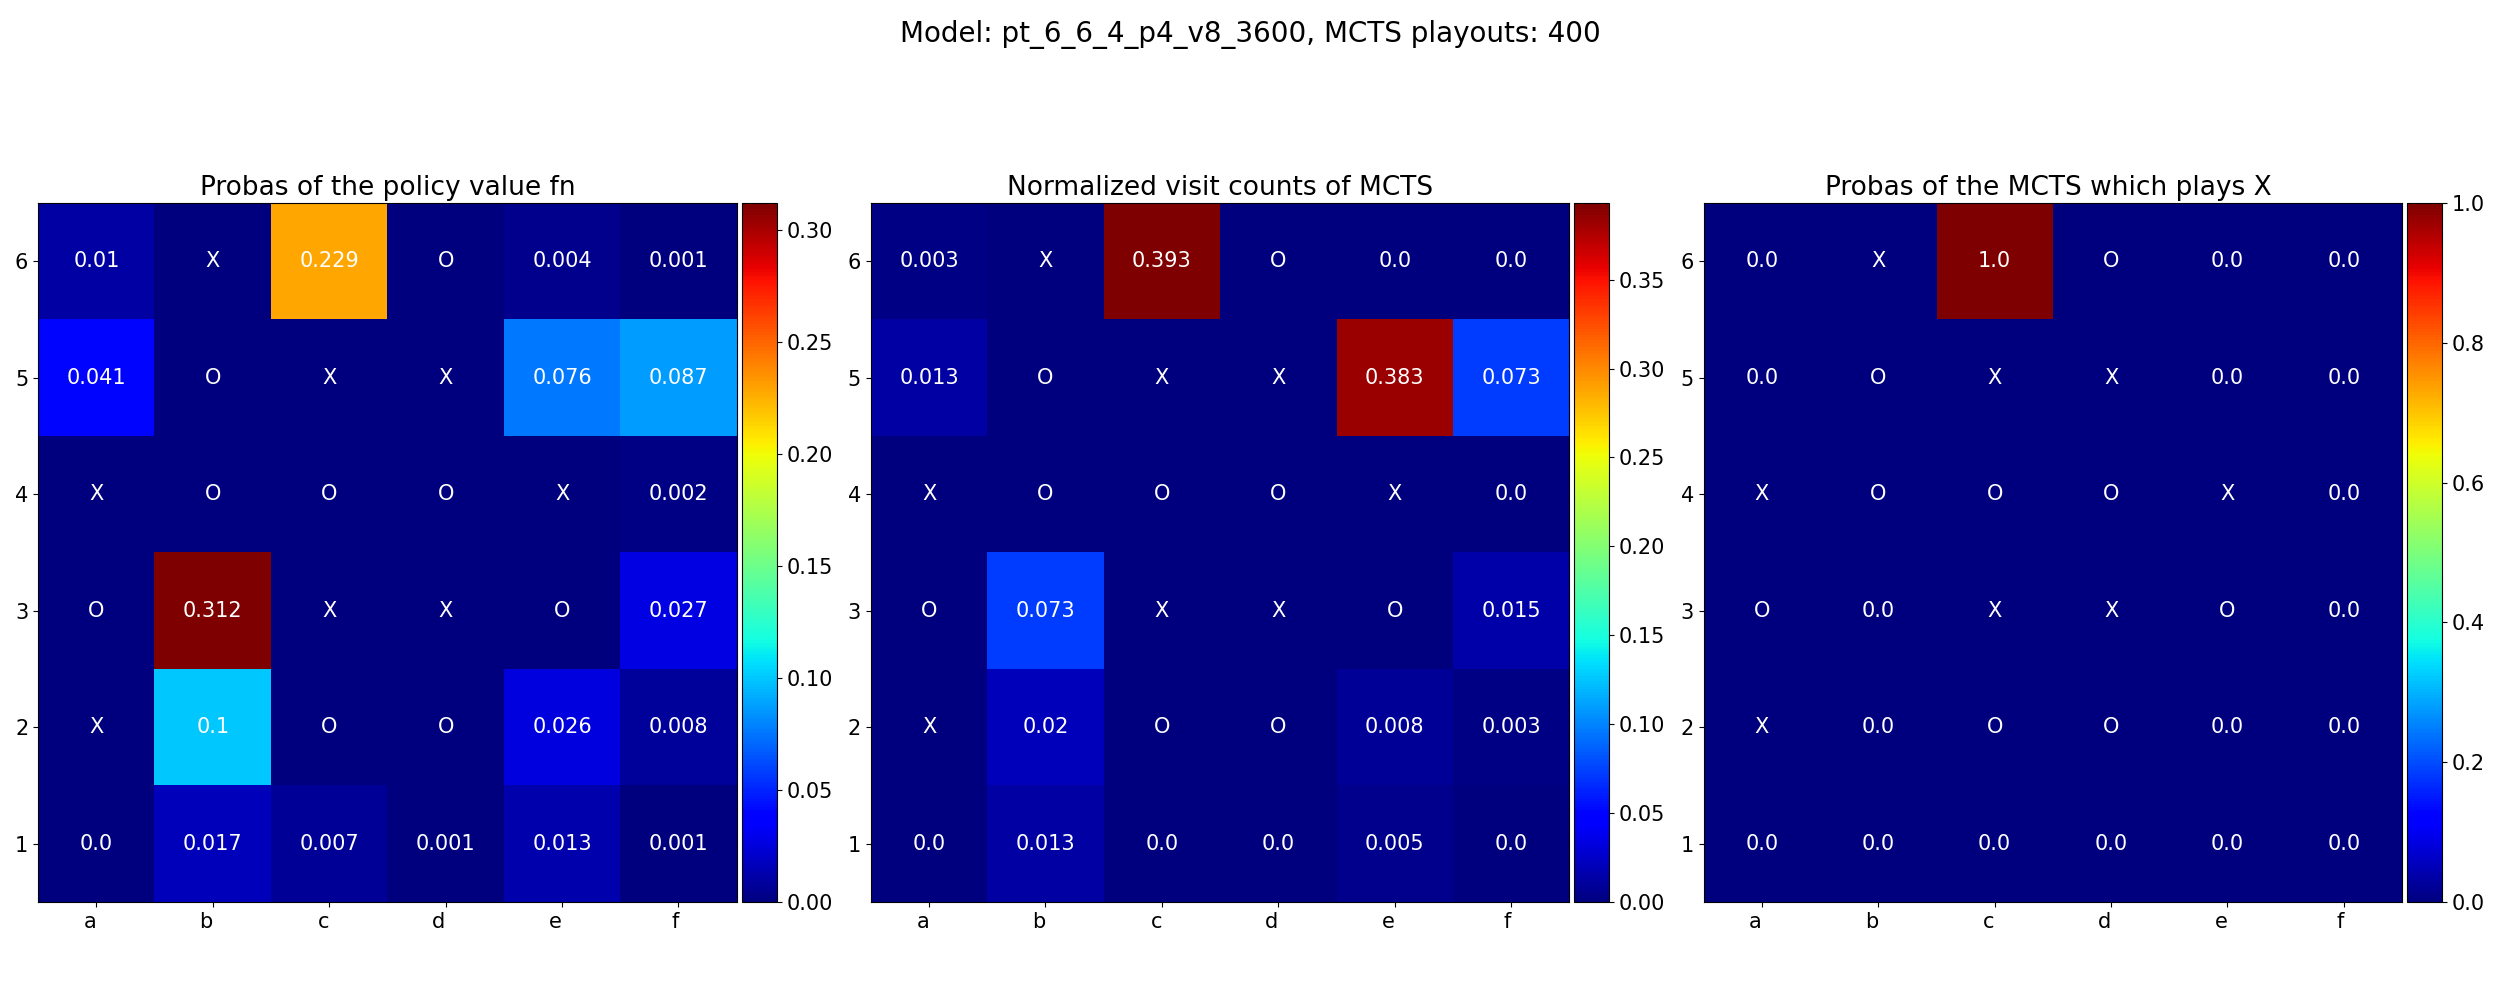 Model: pt_6_6_4_p4_v8_3600, MCTS playouts: 400
Probas of the policy value fn
6 0.01 X 0.229 O 0.004 0.001
5 0.041 O X X 0.076 0.087
4 X O O O X 0.002
3 O 0.312 X X O 0.027
2 X 0.1 O O 0.026 0.008
1 0.0 0.017 0.007 0.001 0.013 0.001
a b c d e f
0.30
0.25
0.20
0.15
0.10
0.05
0.00
Normalized visit counts of MCTS
6 0.003 X 0.393 O 0.0 0.0
5 0.013 O X X 0.383 0.073
4 X O O O X 0.0
3 O 0.073 X X O 0.015
2 X 0.02 O O 0.008 0.003
1 0.0 0.013 0.0 0.0 0.005 0.0
a b c d e f
0.35
0.30
0.25
0.20
0.15
0.10
0.05
0.00
Probas of the MCTS which plays X
6 0.0 X 1.0 O 0.0 0.0
5 0.0 O X X 0.0 0.0
4 X O O O X 0.0
3 O 0.0 X X O 0.0
2 X 0.0 O O 0.0 0.0
1 0.0 0.0 0.0 0.0 0.0 0.0
a b c d e f
1.0
0.8
0.6
0.4
0.2
0.0